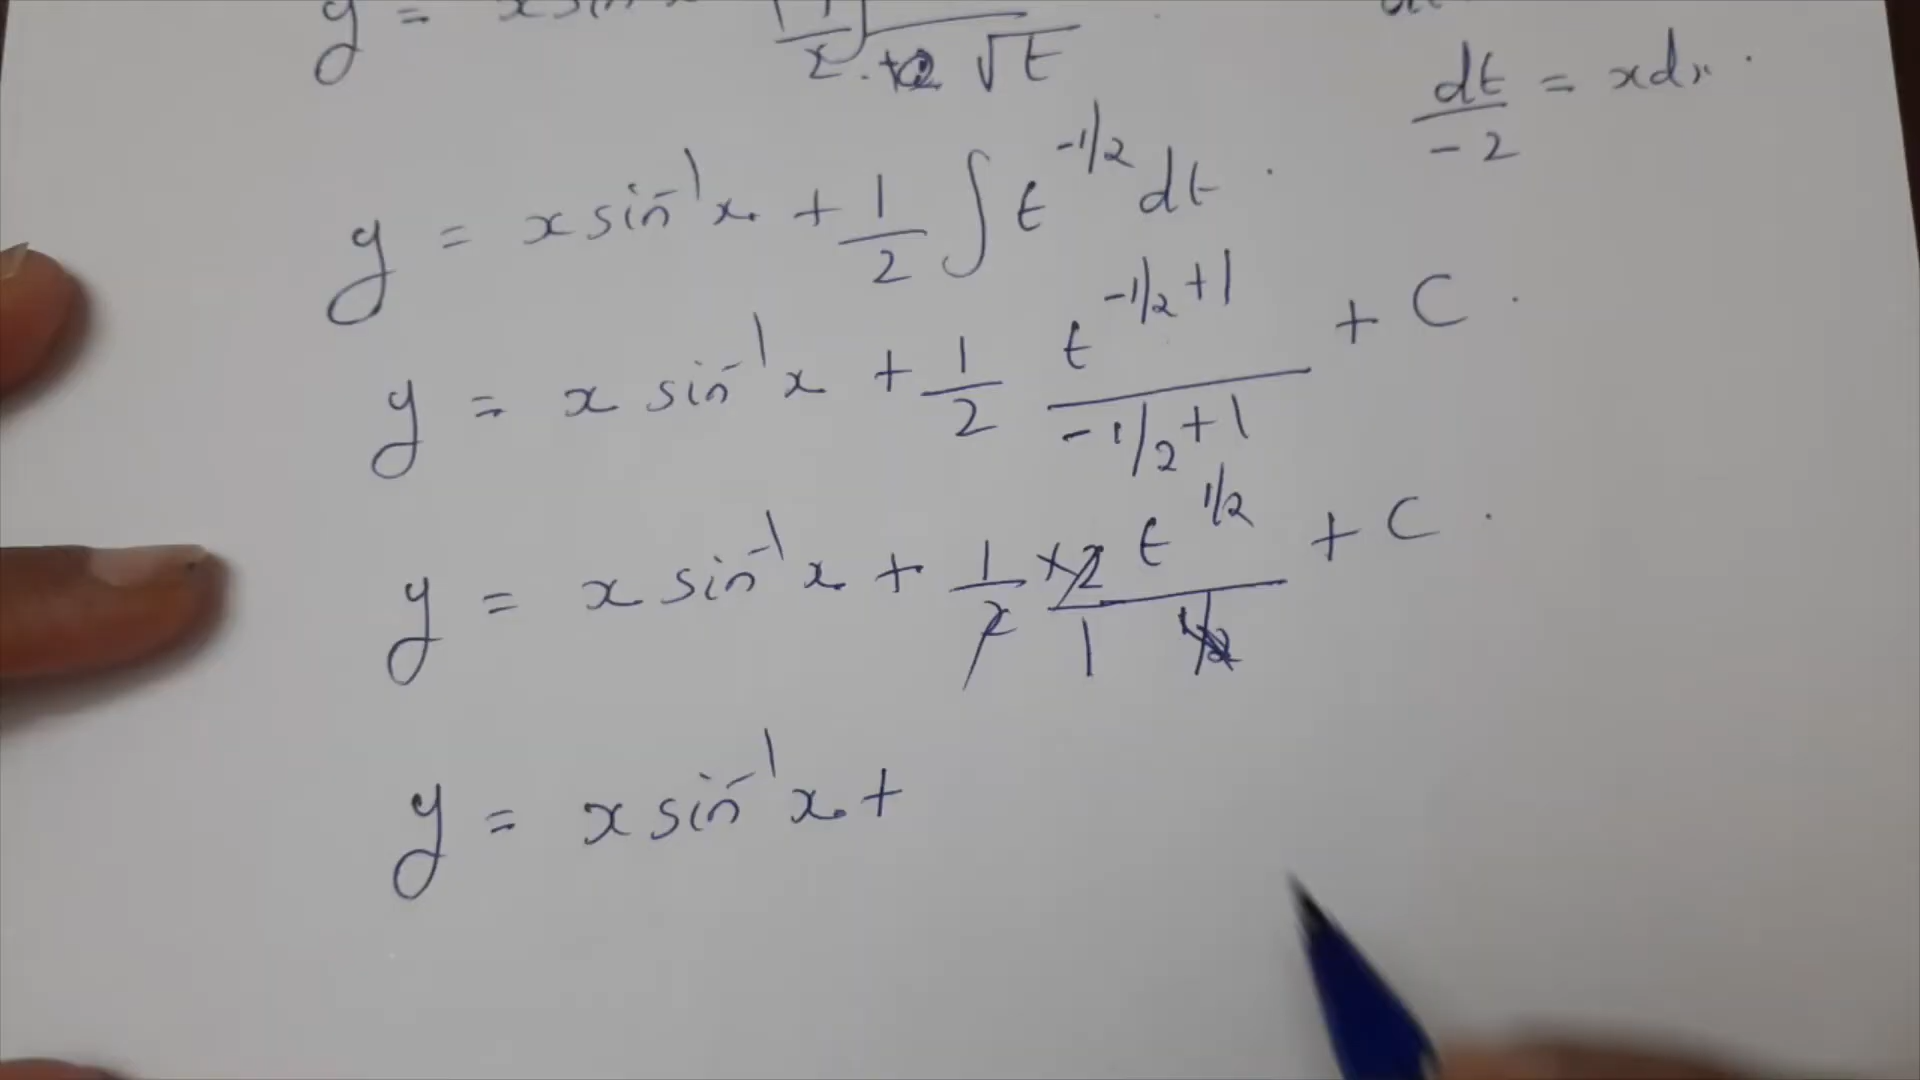 y =
√t
dt/-2 = xdx.
y = x sin⁻¹x + 1/2 ∫ t^(-1/2) dt.
y = x sin⁻¹x + 1/2 t^(-1/2+1)/(-1/2+1) + C.
y = x sin⁻¹x + 1/2 ×2 t^(1/2)/1 + C.
y = x sin⁻¹x +